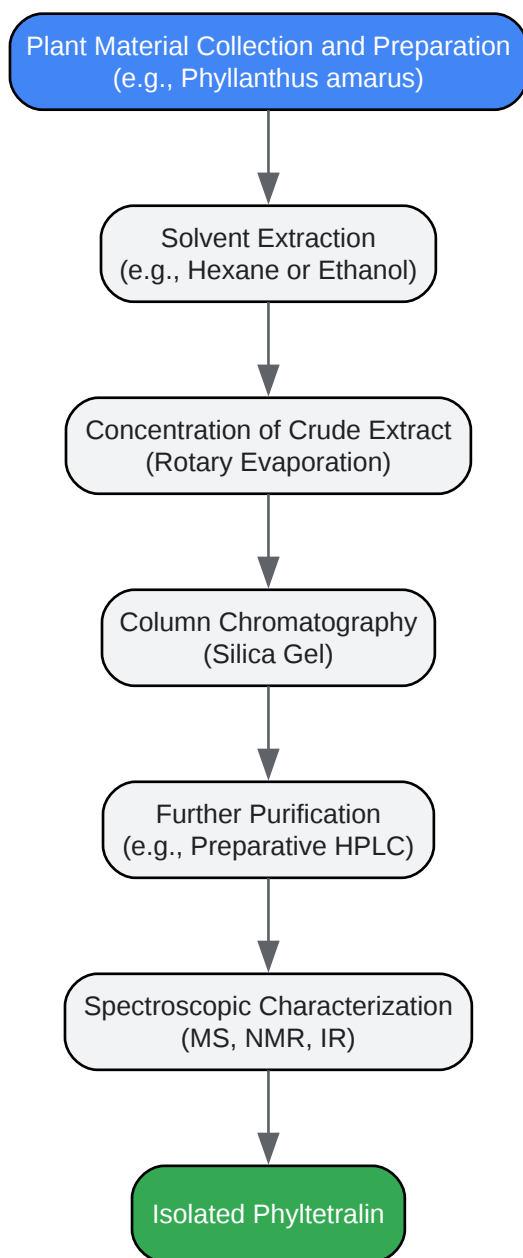 Plant Material Collection and Preparation
(e.g., Phyllanthus amarus)
Solvent Extraction
(e.g., Hexane or Ethanol)
Concentration of Crude Extract
(Rotary Evaporation)
Column Chromatography
(Silica Gel)
Further Purification
(e.g., Preparative HPLC)
Spectroscopic Characterization
(MS, NMR, IR)
Isolated Phyltetralin